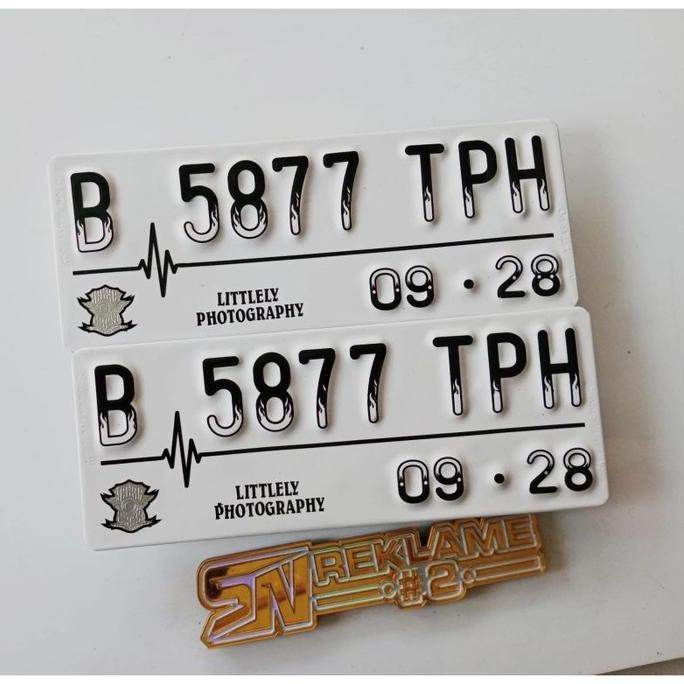 B 5877 TPH
LITTLELY
PHOTOGRAPHY
09 · 28
B 5877 TPH
LITTLELY
PHOTOGRAPHY
09 · 28
SN REKLAME
#2